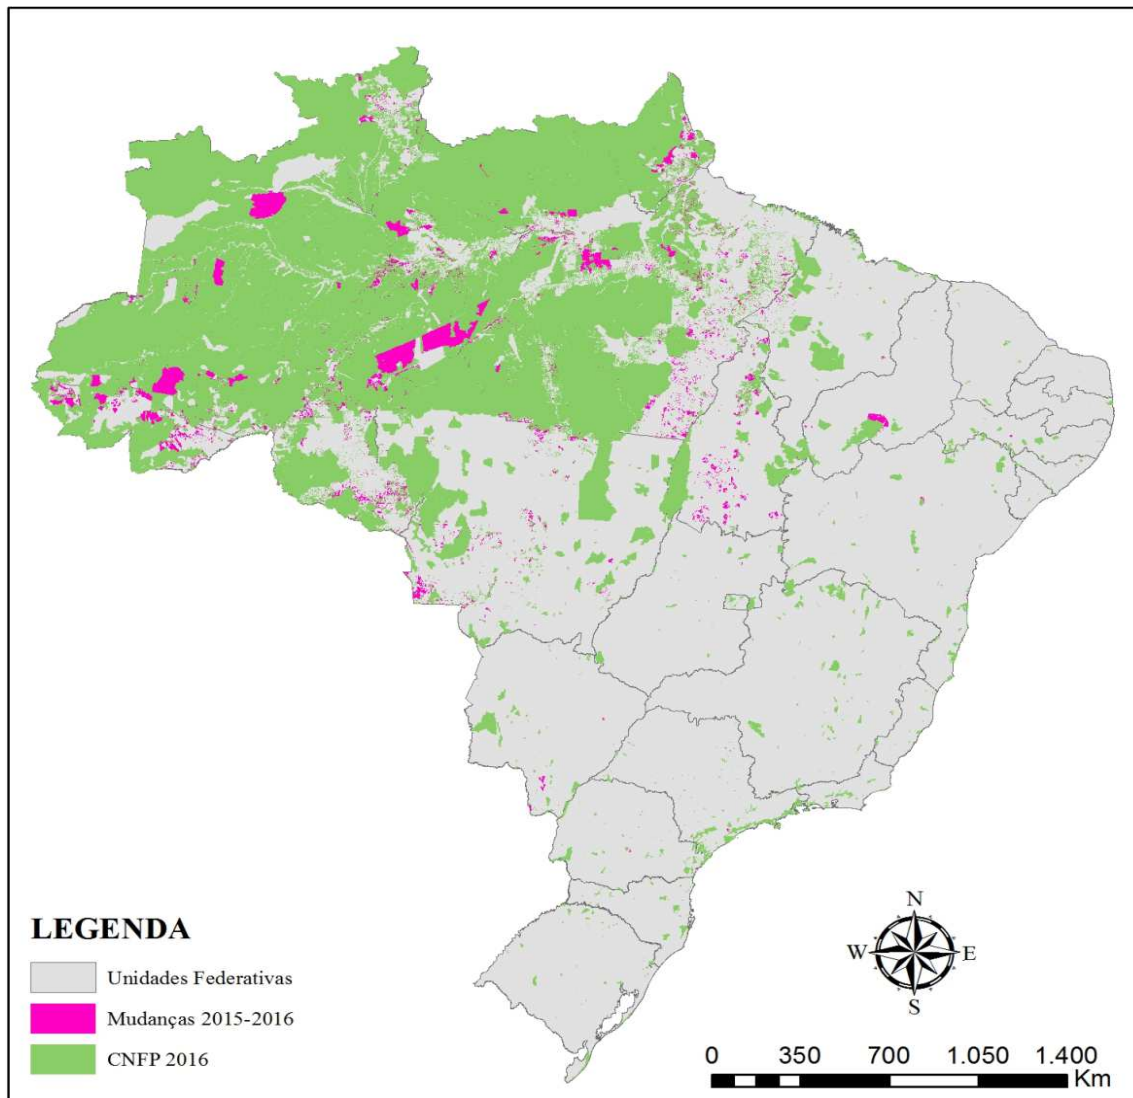 LEGENDA
Unidades Federativas
Mudanças 2015-2016
CNFP 2016
N
W E
S
0 350 700 1.050 1.400
Km